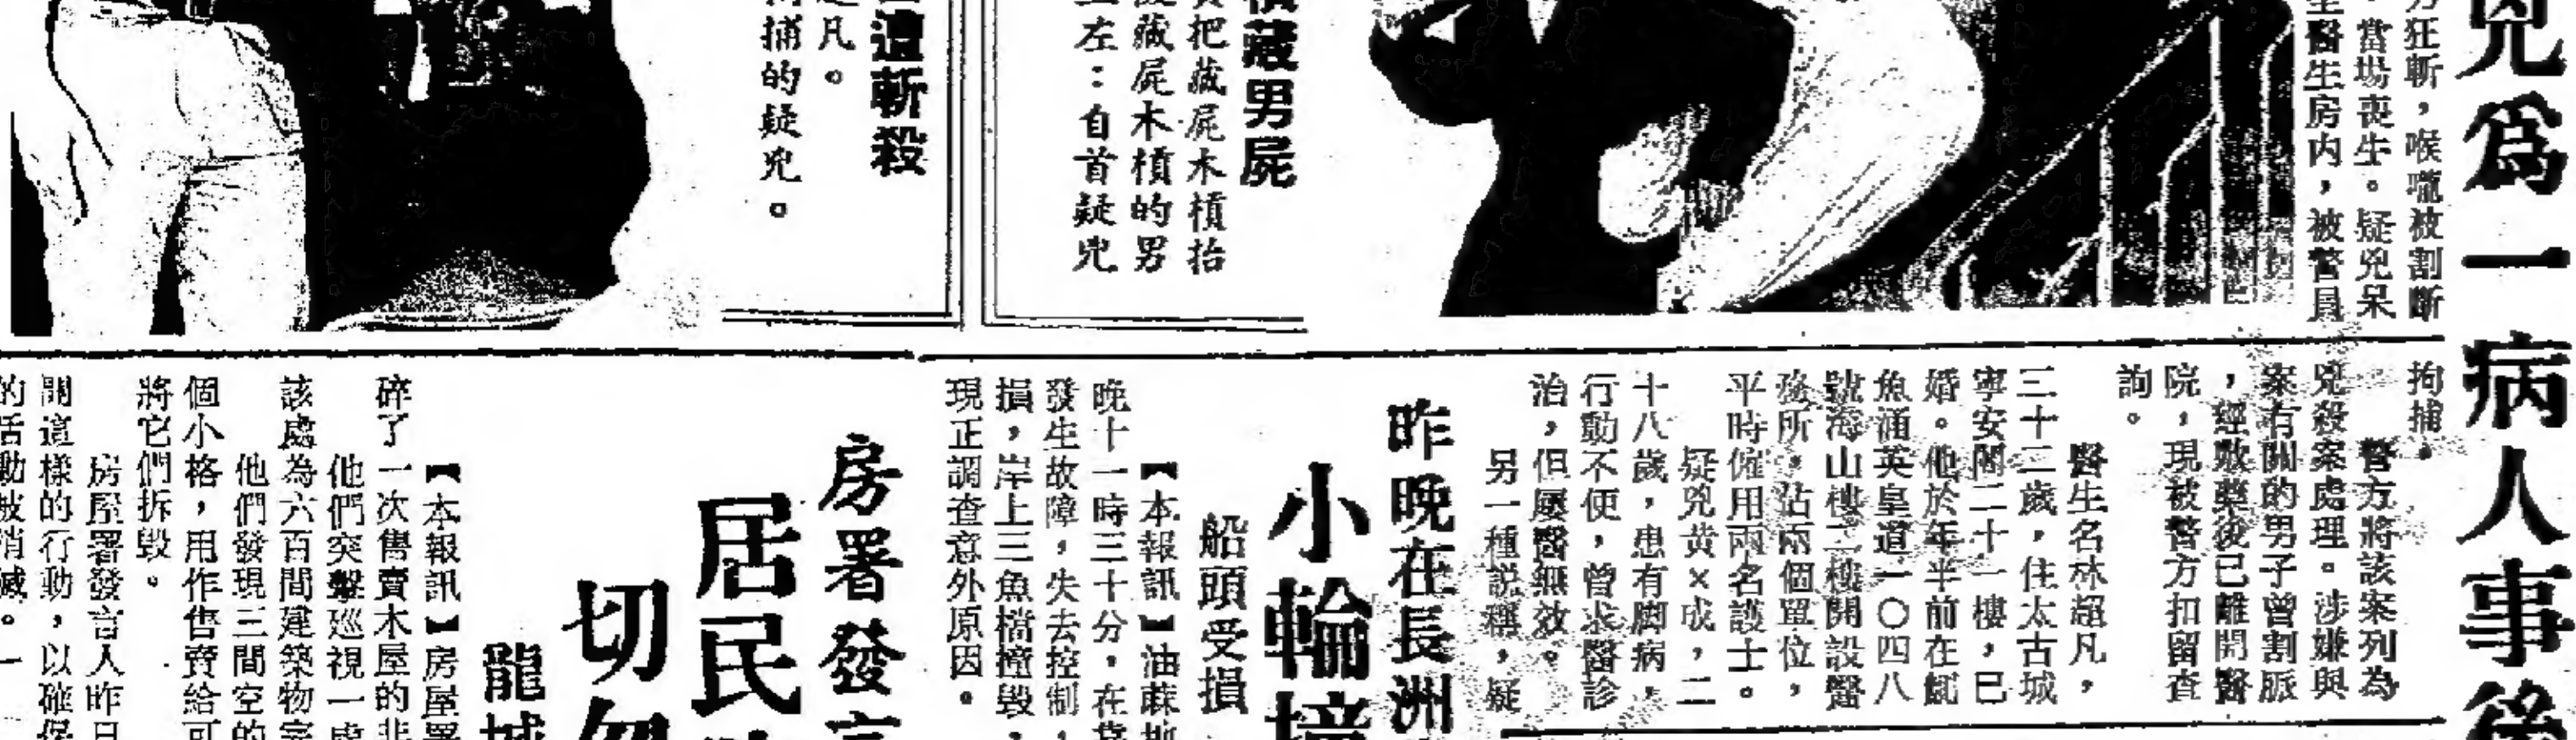 兇爲一病人事後
狂斬，喉嚨被割斷
當場喪生。疑兇呆
醫生房內，被警員
拘捕。
警方將該案列為
兇殺案處理。涉嫌與
案有關的男子曾割脈
，經敷藥後已離開醫
院，現被警方扣留查
詢。
醫生名林超凡，
三十二歲，住太古城
寧安閣二十一樓，已
婚。他於年半前在鰂
魚涌英皇道一〇四八
號海山樓二樓開設醫
務所，佔兩個單位，
平時僱用兩名護士。
疑兇黃×成，二
十八歲，患有脚病，
行動不便，曾求醫診
治，但屢醫無效。
另一種說稱，疑
藏男屍
把藏屍木槓抬
藏屍木槓的男
左：自首疑兇
遭斬殺
凡。
捕的疑兇。
昨晚在長洲
小輪撞
船頭受損
【本報訊】油蔴地
晚十一時三十分，在
發生故障，失去控制，
損，岸上三魚檔撞毀，
現正調查意外原因。
房署發言
居民
切勿
龍城
【本報訊】房屋署
碎了一次售賣木屋的非
他們突擊巡視一處
該處為六百間建築物
他們發現三間空的
個小格，用作售賣給可
將它們拆毀。
房屋署發言人昨日
關這樣的行動，以確保
的活動被消滅。一